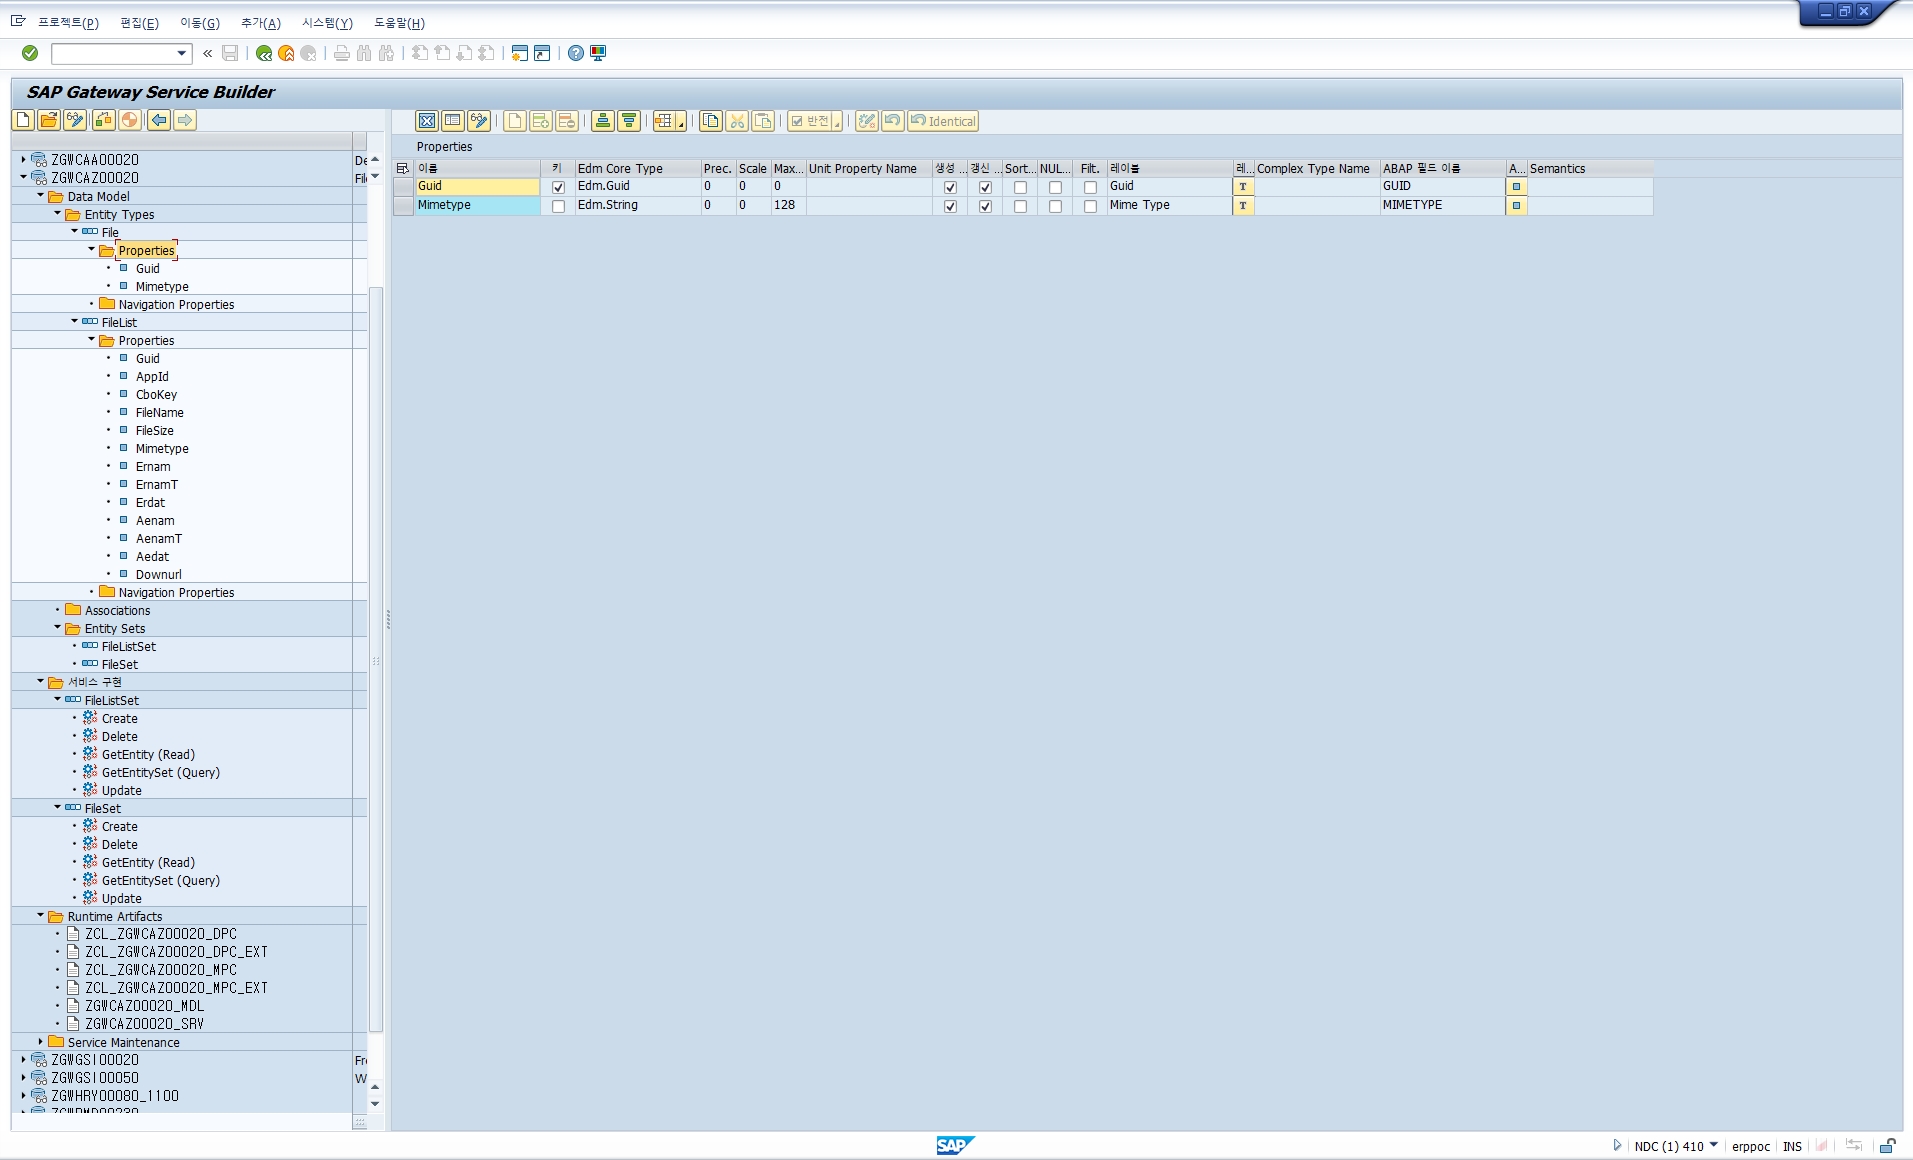 프로젝트(P) 편집(E) 이동(G) 추가(A) 시스템(Y) 도움말(H)
SAP Gateway Service Builder
반전 Identical
Properties
이름 키 Edm Core Type Prec. Scale Max... Unit Property Name 생성 ... 갱신 ... Sort... NUL... Filt. 레이블 레... Complex Type Name ABAP 필드 이름 A... Semantics
Guid Edm.Guid 0 0 0 Guid T GUID
Mimetype Edm.String 0 0 128 Mime Type T MIMETYPE
ZGWCAA00020 De
ZGWCAZ00020 File
Data Model
Entity Types
File
Properties
Guid
Mimetype
Navigation Properties
FileList
Properties
Guid
AppId
CboKey
FileName
FileSize
Mimetype
Ernam
ErnamT
Erdat
Aenam
AenamT
Aedat
Downurl
Navigation Properties
Associations
Entity Sets
FileListSet
FileSet
서비스 구현
FileListSet
Create
Delete
GetEntity (Read)
GetEntitySet (Query)
Update
FileSet
Create
Delete
GetEntity (Read)
GetEntitySet (Query)
Update
Runtime Artifacts
ZCL_ZGWCAZ00020_DPC
ZCL_ZGWCAZ00020_DPC_EXT
ZCL_ZGWCAZ00020_MPC
ZCL_ZGWCAZ00020_MPC_EXT
ZGWCAZ00020_MDL
ZGWCAZ00020_SRV
Service Maintenance
ZGWGSI00020 Fr
ZGWGSI00050 W
ZGWHRY00080_1100
SAP NDC (1) 410 erppoc INS